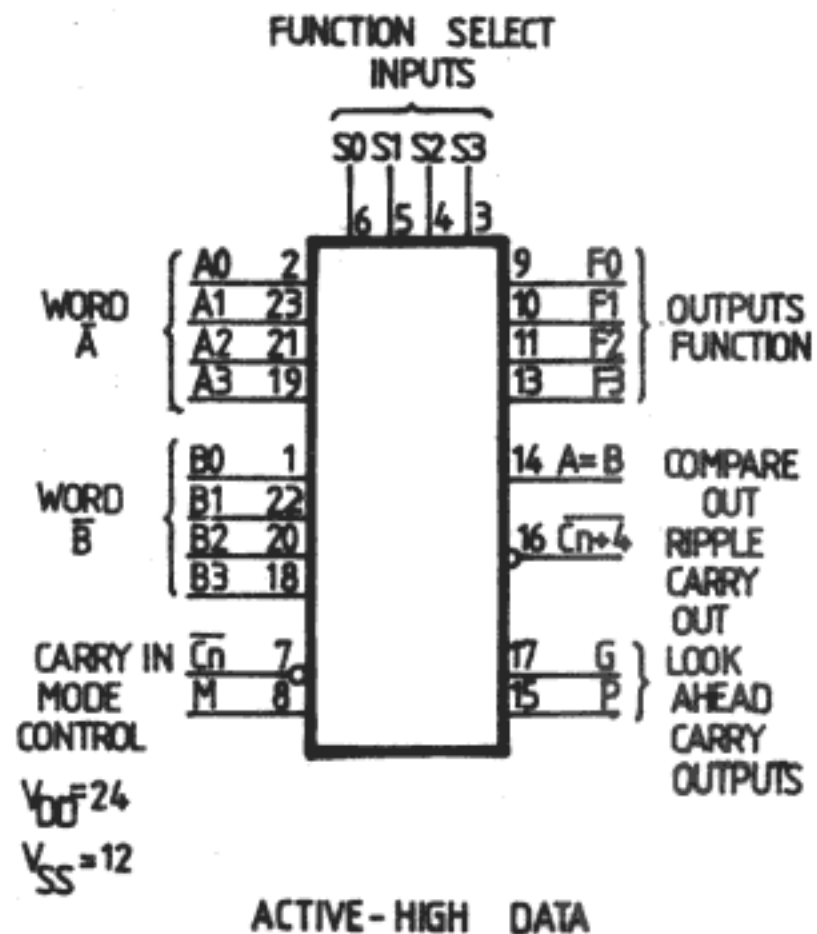 FUNCTION SELECT
INPUTS
S0 S1 S2 S3
6 5 4 3
WORD
A̅
A0 2
A1 23
A2 21
A3 19
9 F0
10 F1
11 F2
13 F3
OUTPUTS
FUNCTION
WORD
B̅
B0 1
B1 22
B2 20
B3 18
14 A=B
COMPARE
OUT
16 C̅n̅+̅4̅
RIPPLE
CARRY
OUT
CARRY IN
C̅n̅ 7
MODE
CONTROL
M 8
17 G
15 P
LOOK
AHEAD
CARRY
OUTPUTS
VDD=24
VSS=12
ACTIVE-HIGH DATA